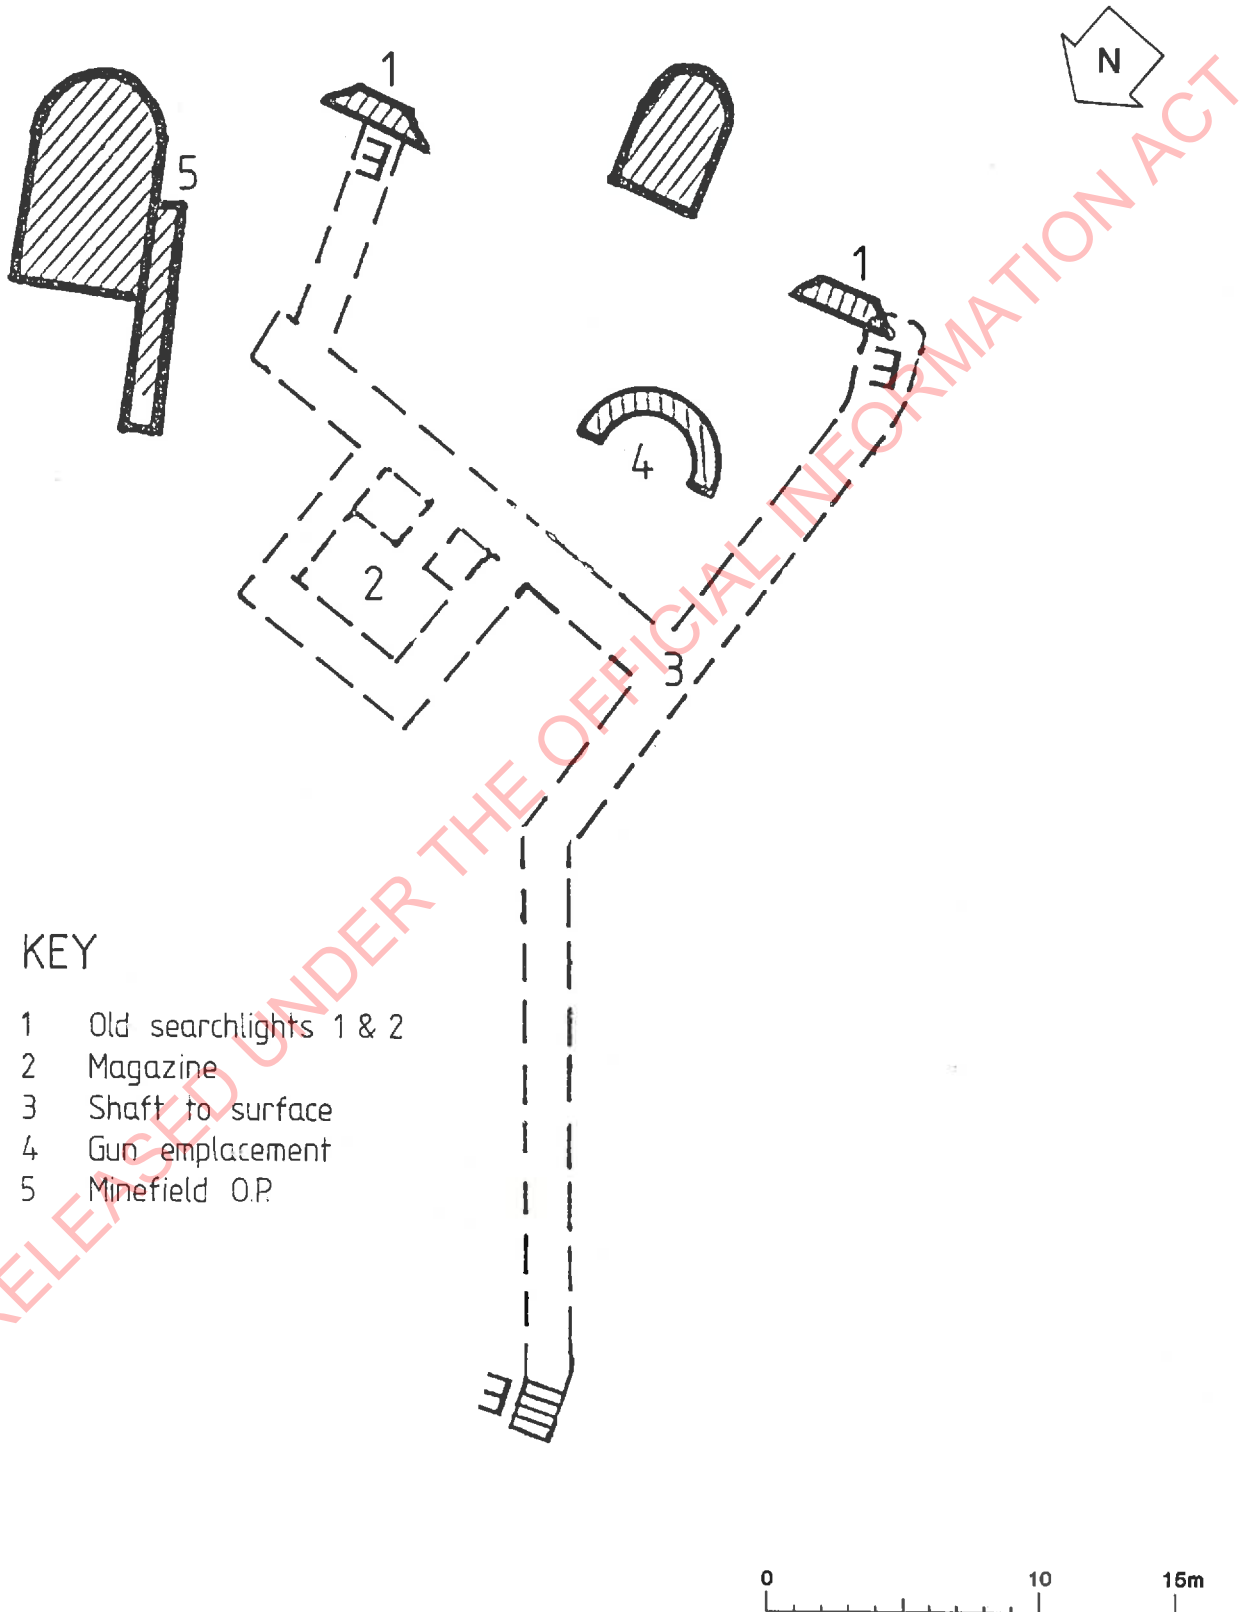 N
1
5
1
4
2
3
RELEASED UNDER THE OFFICIAL INFORMATION ACT
KEY
1 Old searchlights 1 & 2
2 Magazine
3 Shaft to surface
4 Gun emplacement
5 Minefield O.P.
0 10 15m